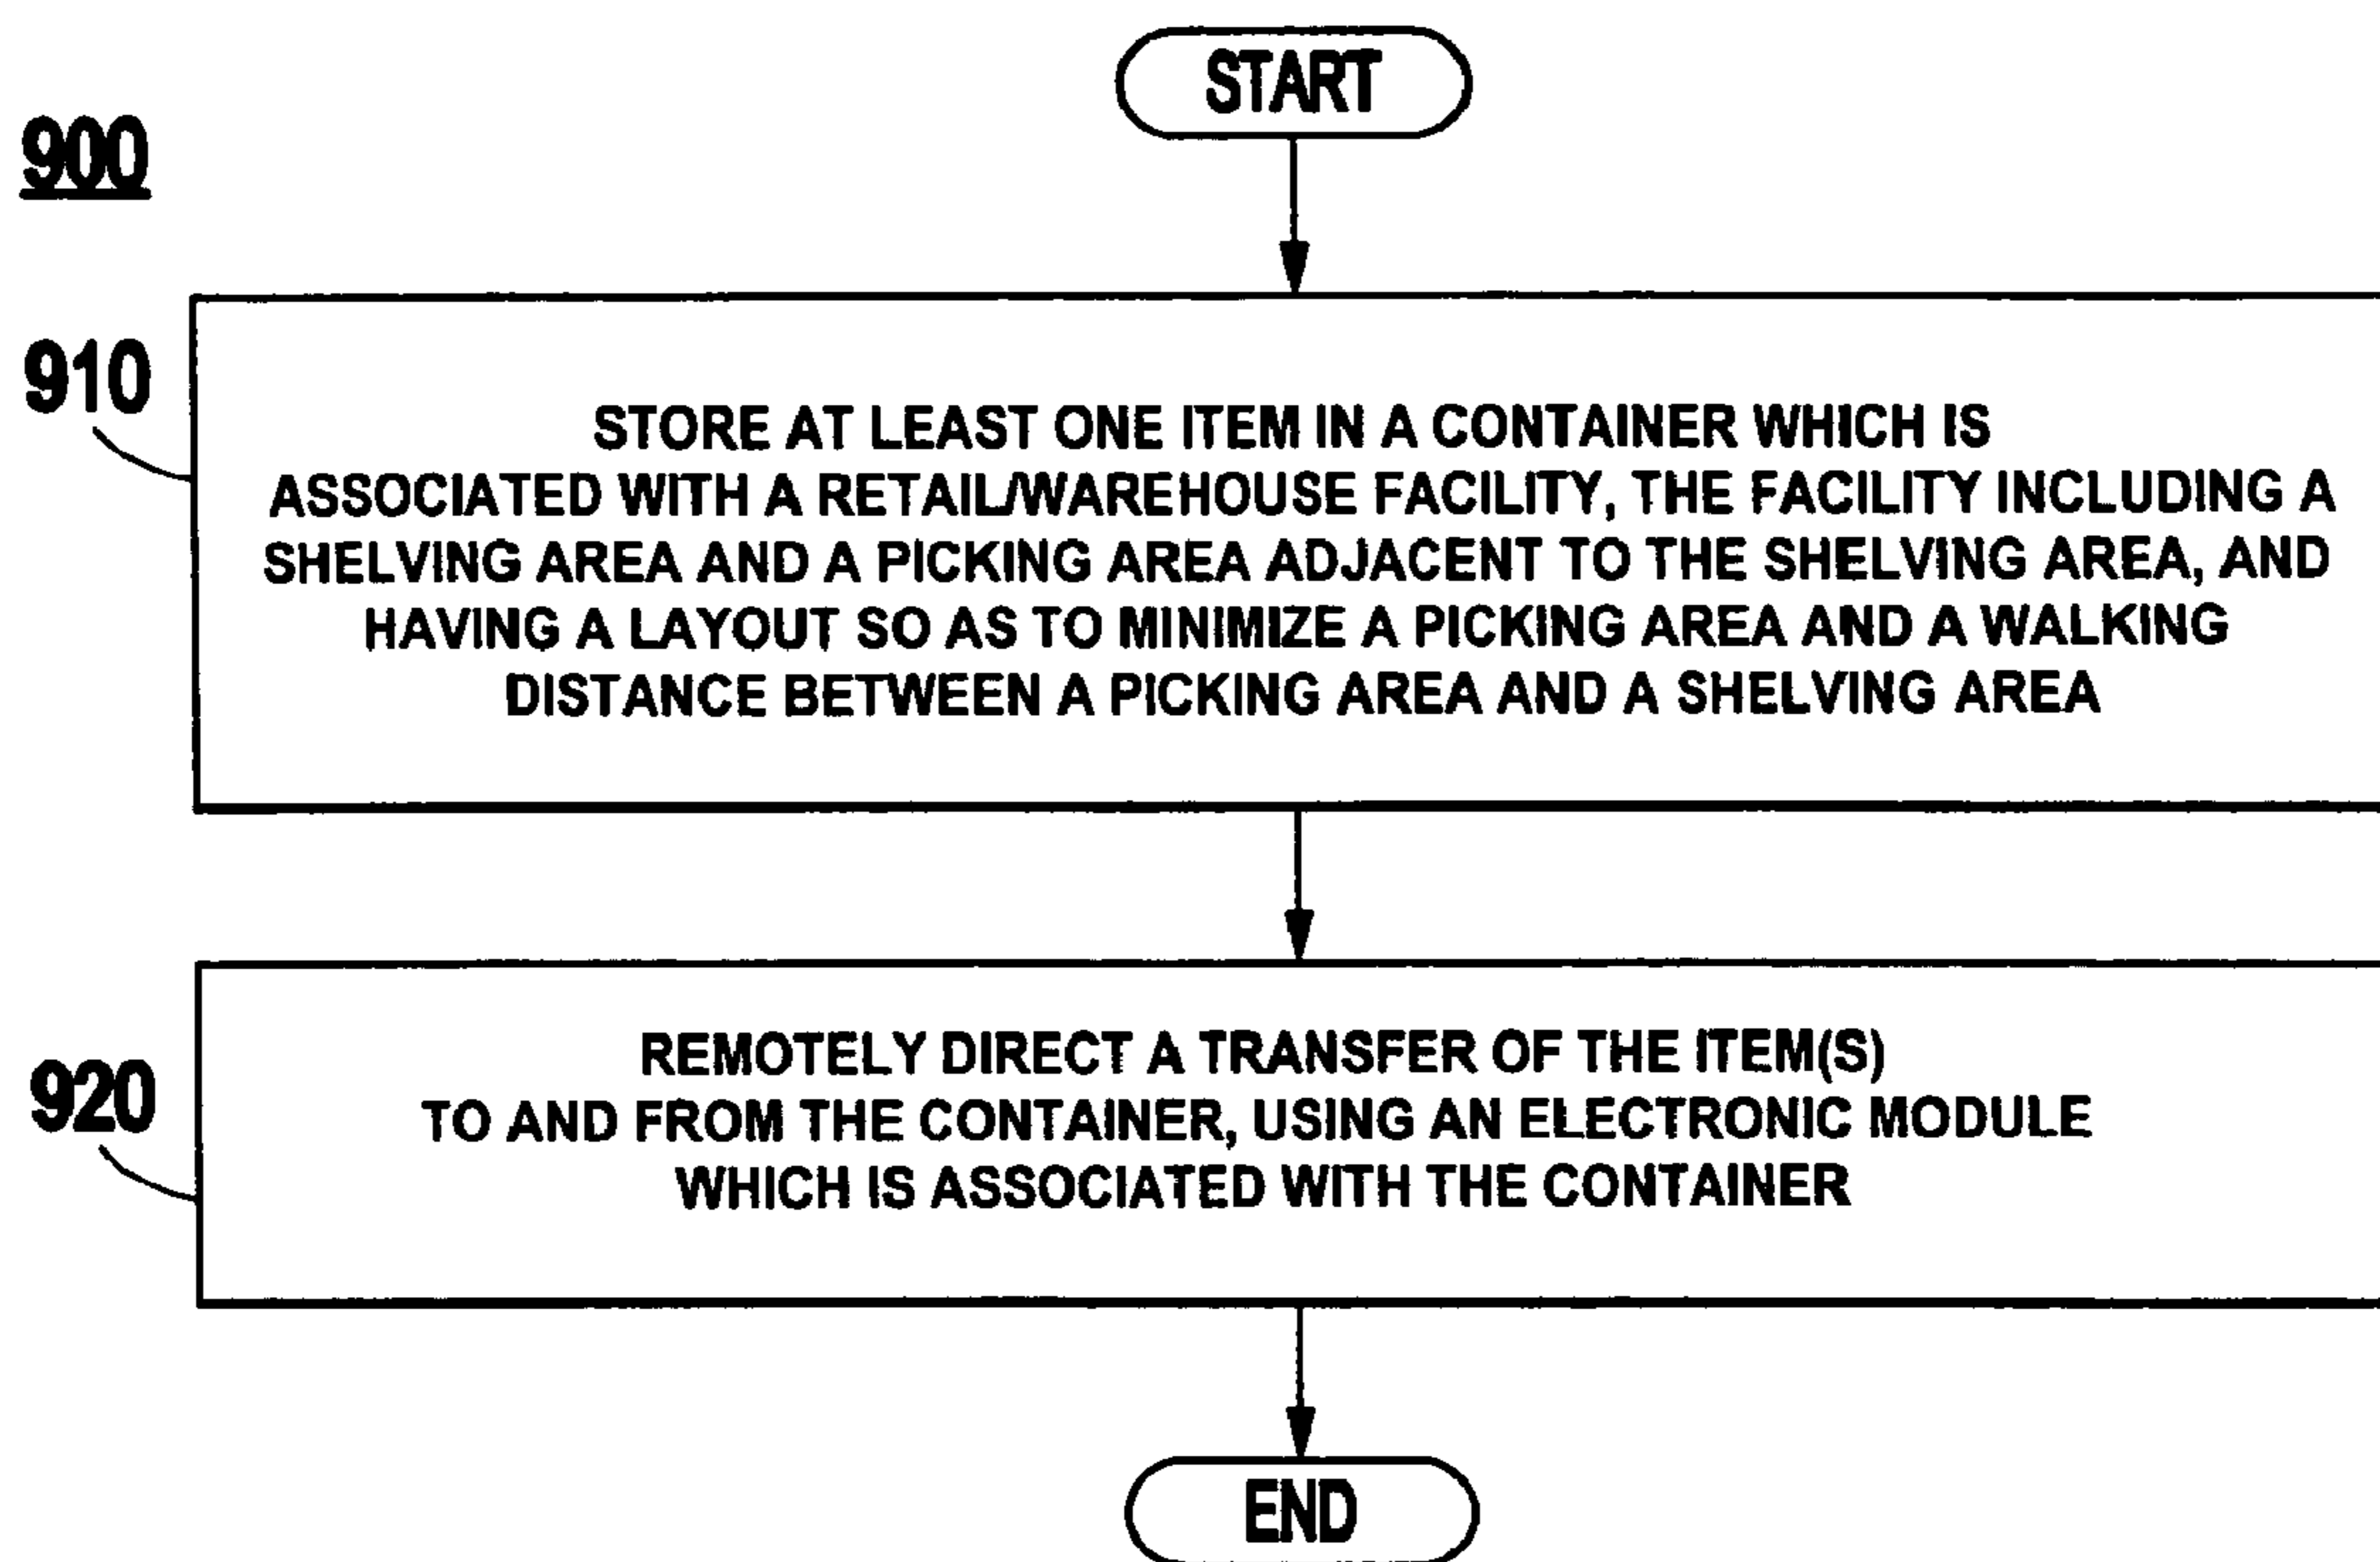 START
900
910
STORE AT LEAST ONE ITEM IN A CONTAINER WHICH IS
ASSOCIATED WITH A RETAIL/WAREHOUSE FACILITY, THE FACILITY INCLUDING A
SHELVING AREA AND A PICKING AREA ADJACENT TO THE SHELVING AREA, AND
HAVING A LAYOUT SO AS TO MINIMIZE A PICKING AREA AND A WALKING
DISTANCE BETWEEN A PICKING AREA AND A SHELVING AREA
920
REMOTELY DIRECT A TRANSFER OF THE ITEM(S)
TO AND FROM THE CONTAINER, USING AN ELECTRONIC MODULE
WHICH IS ASSOCIATED WITH THE CONTAINER
END